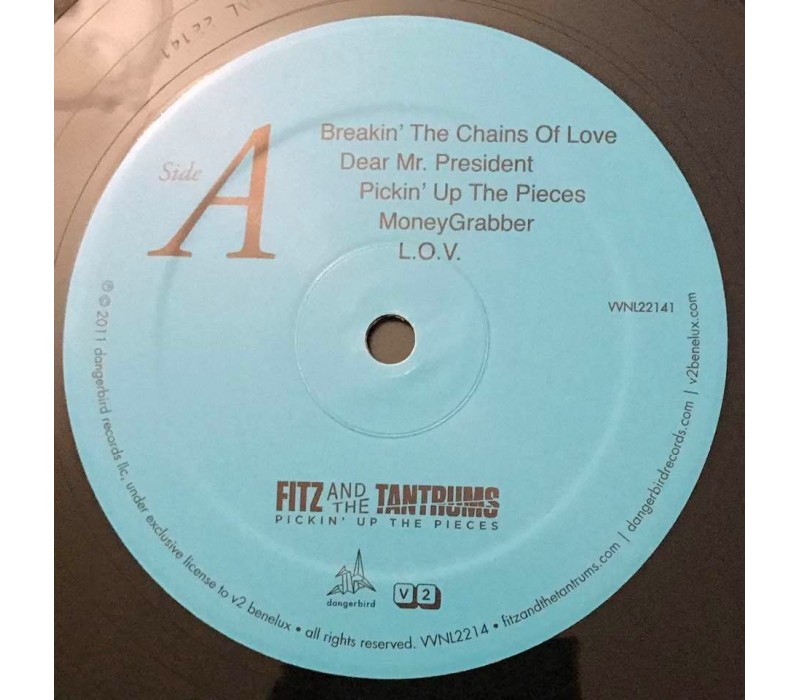 VVNL 22141
Side A
Breakin' The Chains Of Love
Dear Mr. President
Pickin' Up The Pieces
MoneyGrabber
L.O.V.
VVNL22141
FITZ AND THE TANTRUMS
PICKIN' UP THE PIECES
dangerbird
V2
℗ © 2011 dangerbird records llc, under exclusive license to v2 benelux • all rights reserved. VVNL2214 • fitzandthetantrums.com | dangerbirdrecords.com | v2benelux.com